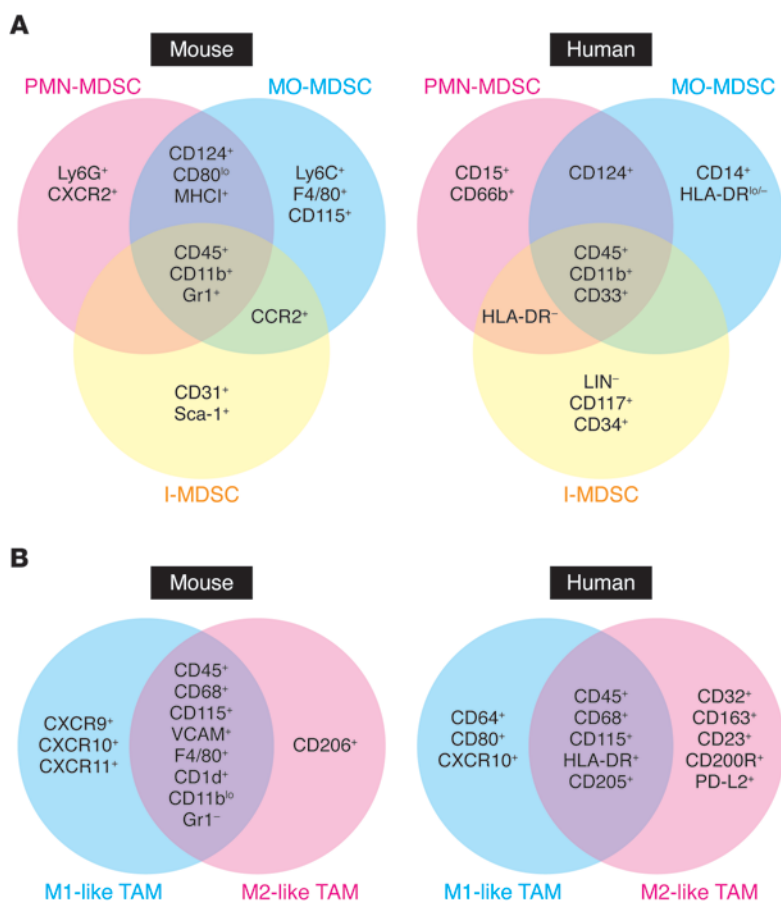 A
Mouse
PMN-MDSC
MO-MDSC
Ly6G⁺
CXCR2⁺
CD124⁺
CD80ˡᵒ
MHCI⁺
Ly6C⁺
F4/80⁺
CD115⁺
CD45⁺
CD11b⁺
Gr1⁺
CCR2⁺
CD31⁺
Sca-1⁺
I-MDSC
Human
PMN-MDSC
MO-MDSC
CD15⁺
CD66b⁺
CD124⁺
CD14⁺
HLA-DRˡᵒ/⁻
CD45⁺
CD11b⁺
CD33⁺
HLA-DR⁻
LIN⁻
CD117⁺
CD34⁺
I-MDSC
B
Mouse
CXCR9⁺
CXCR10⁺
CXCR11⁺
CD45⁺
CD68⁺
CD115⁺
VCAM⁺
F4/80⁺
CD1d⁺
CD11bˡᵒ
Gr1⁻
CD206⁺
M1-like TAM
M2-like TAM
Human
CD64⁺
CD80⁺
CXCR10⁺
CD45⁺
CD68⁺
CD115⁺
HLA-DR⁺
CD205⁺
CD32⁺
CD163⁺
CD23⁺
CD200R⁺
PD-L2⁺
M1-like TAM
M2-like TAM